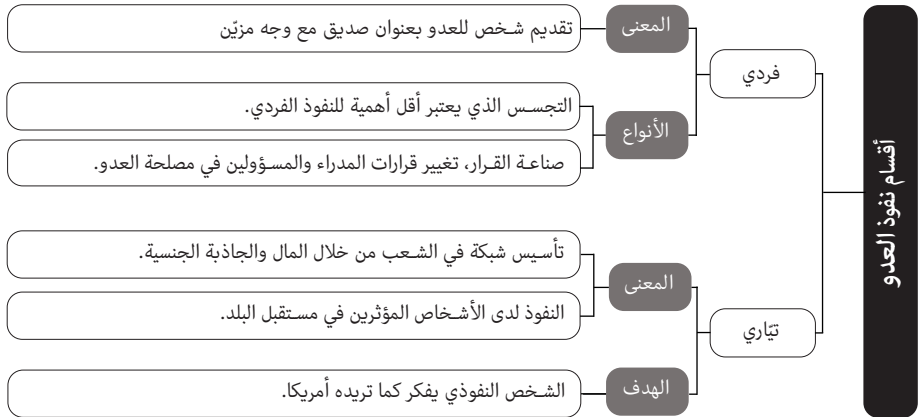 أقسام نفوذ العدو
فردي
المعنى
تقديم شخص للعدو بعنوان صديق مع وجه مزيّن
الأنواع
التجسس الذي يعتبر أقل أهمية للنفوذ الفردي.
صناعة القرار، تغيير قرارات المدراء والمسؤولين في مصلحة العدو.
تيّاري
المعنى
تأسيس شبكة في الشعب من خلال المال والجاذبة الجنسية.
النفوذ لدى الأشخاص المؤثرين في مستقبل البلد.
الهدف
الشخص النفوذي يفكر كما تريده أمريكا.